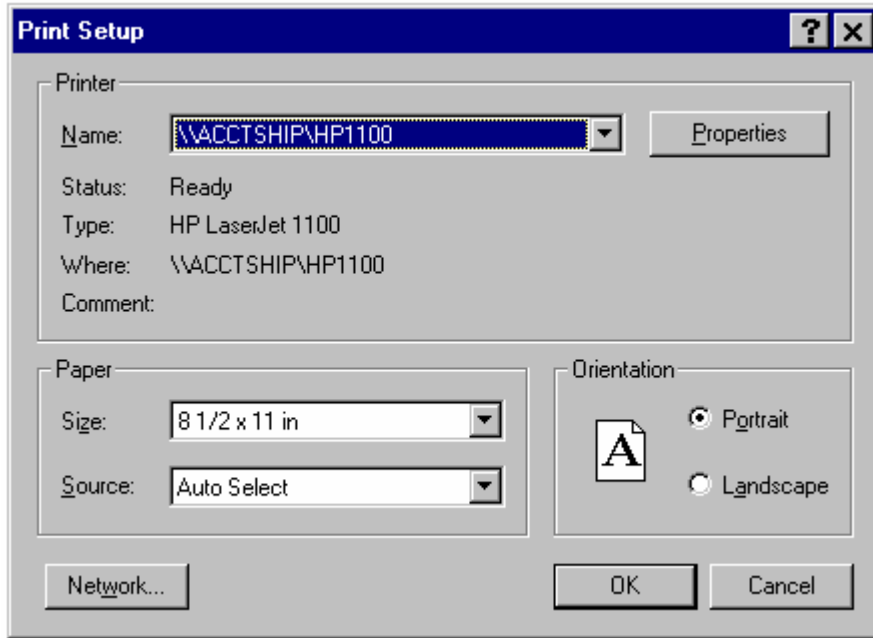 Print Setup
Printer
Name: \\ACCTSHIP\HP1100 Properties
Status: Ready
Type: HP LaserJet 1100
Where: \\ACCTSHIP\HP1100
Comment:
Paper Orientation
Size: 8 1/2 x 11 in Portrait
A
Source: Auto Select Landscape
Network... OK Cancel